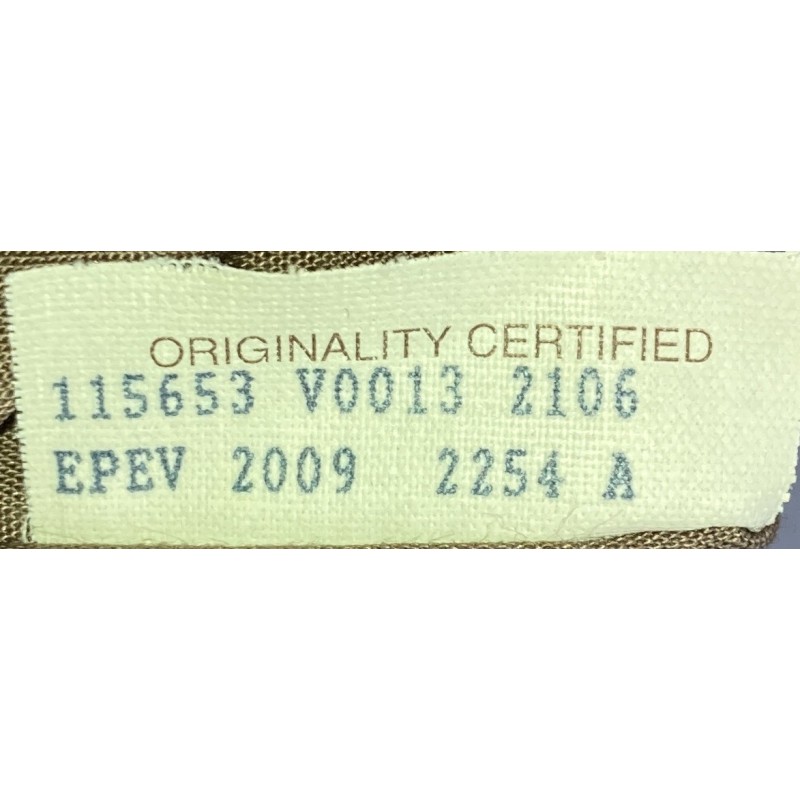 ORIGINALITY CERTIFIED
115653 V0013 2106
EPEV 2009 2254 A